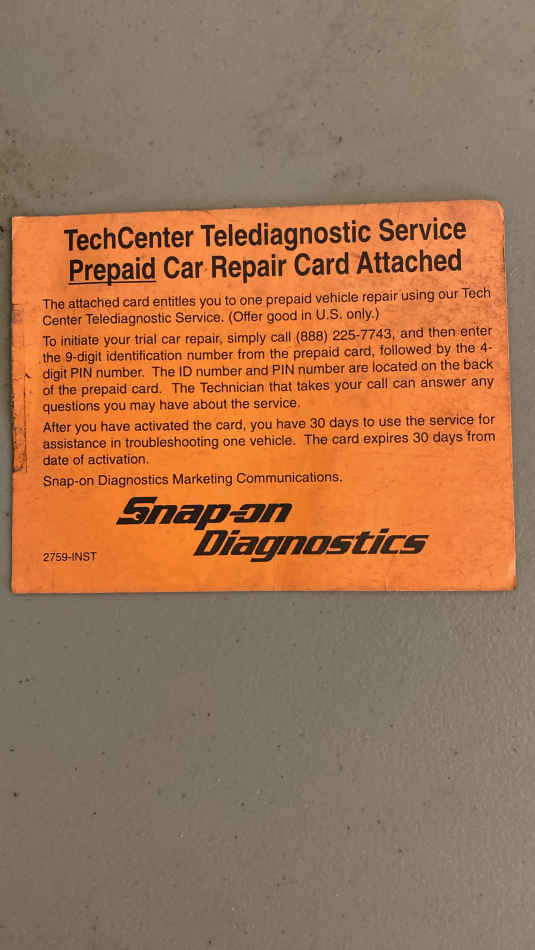 TechCenter Telediagnostic Service
Prepaid Car Repair Card Attached
The attached card entitles you to one prepaid vehicle repair using our Tech
Center Telediagnostic Service. (Offer good in U.S. only.)
To initiate your trial car repair, simply call (888) 225-7743, and then enter
the 9-digit identification number from the prepaid card, followed by the 4-
digit PIN number. The ID number and PIN number are located on the back
of the prepaid card. The Technician that takes your call can answer any
questions you may have about the service.
After you have activated the card, you have 30 days to use the service for
assistance in troubleshooting one vehicle. The card expires 30 days from
date of activation.
Snap-on Diagnostics Marketing Communications.
Snap-on
Diagnostics
2759-INST